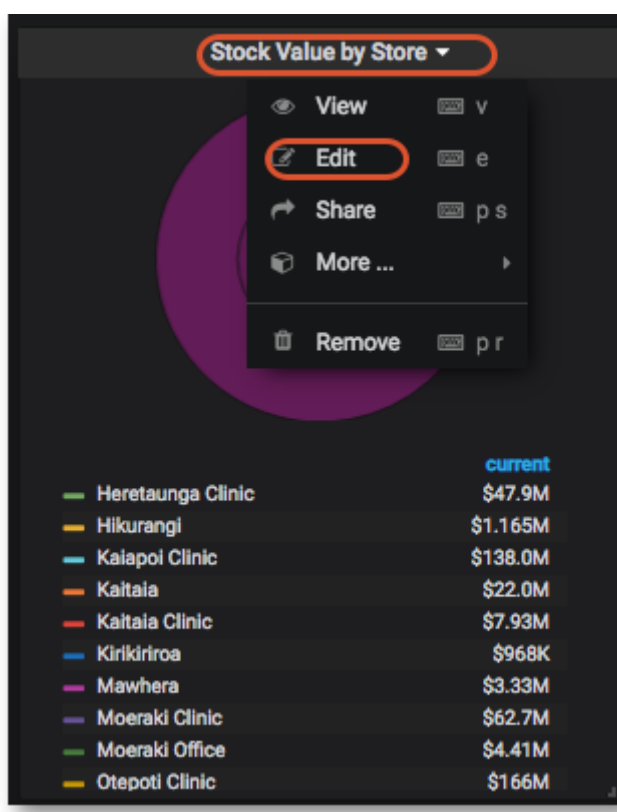 Stock Value by Store
View v
Edit e
Share p s
More ...
Remove p r
current
Heretaunga Clinic $47.9M
Hikurangi $1.165M
Kaiapoi Clinic $138.0M
Kaitaia $22.0M
Kaitaia Clinic $7.93M
Kirikiriroa $968K
Mawhera $3.33M
Moeraki Clinic $62.7M
Moeraki Office $4.41M
Otepoti Clinic $166M